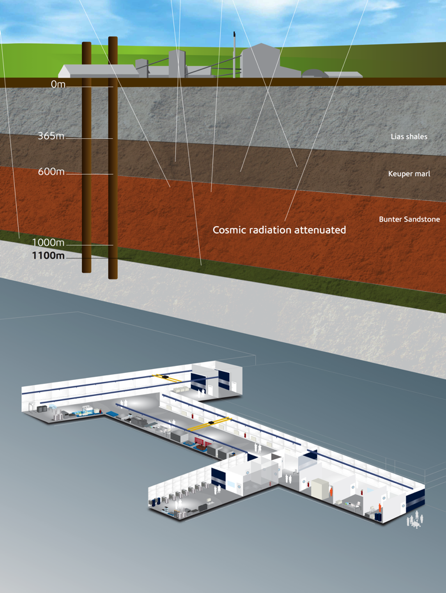 0m
365m
Lias shales
600m
Keuper marl
Bunter Sandstone
Cosmic radiation attenuated
1000m
1100m